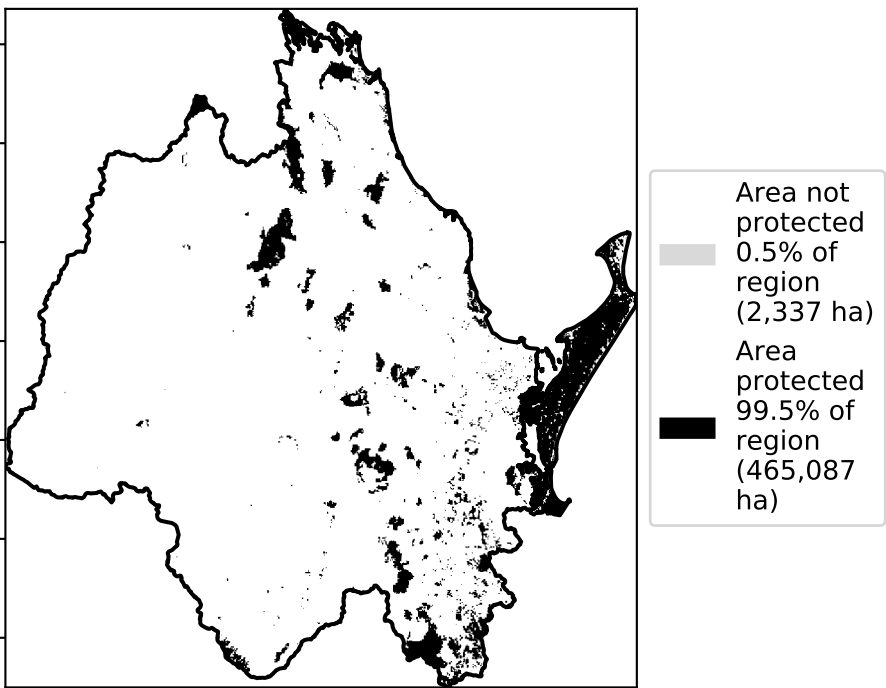 Area not
protected
0.5% of
region
(2,337 ha)
Area
protected
99.5% of
region
(465,087
ha)